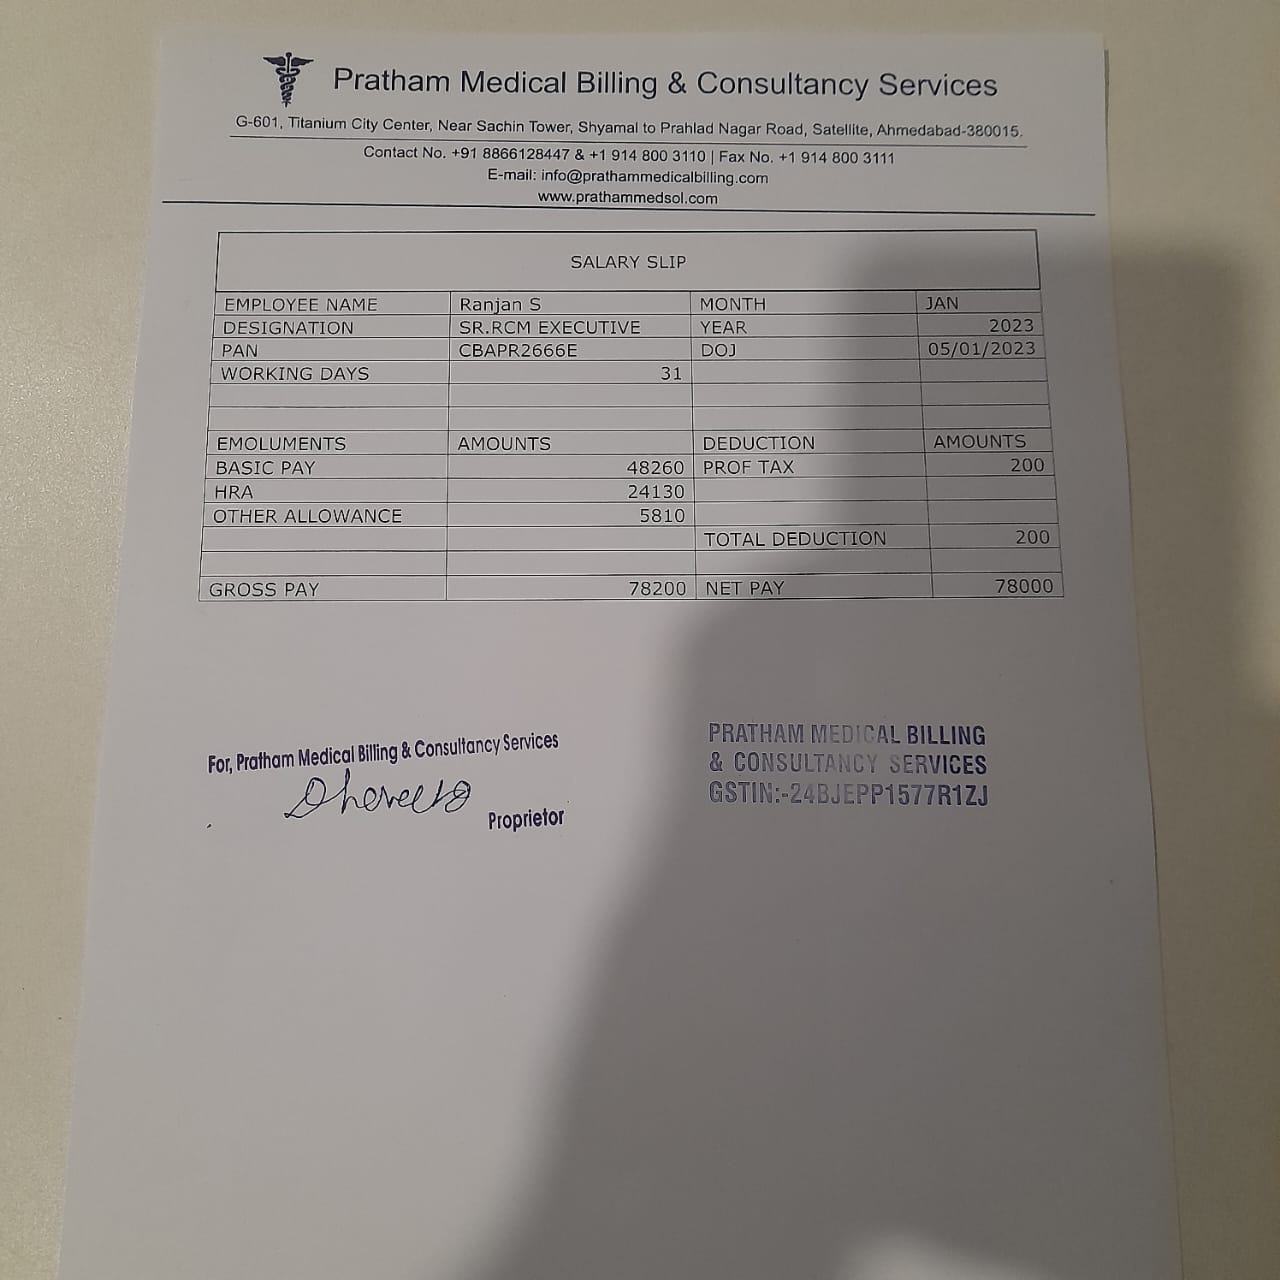 Pratham Medical Billing & Consultancy Services
G-601, Titanium City Center, Near Sachin Tower, Shyamal to Prahlad Nagar Road, Satellite, Ahmedabad-380015.
Contact No. +91 8866128447 & +1 914 800 3110 | Fax No. +1 914 800 3111
E-mail: info@prathammedicalbilling.com
www.prathammedsol.com
SALARY SLIP
EMPLOYEE NAME Ranjan S MONTH JAN
DESIGNATION SR.RCM EXECUTIVE YEAR 2023
PAN CBAPR2666E DOJ 05/01/2023
WORKING DAYS 31
EMOLUMENTS AMOUNTS DEDUCTION AMOUNTS
BASIC PAY 48260 PROF TAX 200
HRA 24130
OTHER ALLOWANCE 5810
TOTAL DEDUCTION 200
GROSS PAY 78200 NET PAY 78000
For, Pratham Medical Billing & Consultancy Services
Proprietor
PRATHAM MEDICAL BILLING
& CONSULTANCY SERVICES
GSTIN:-24BJEPP1577R1ZJ